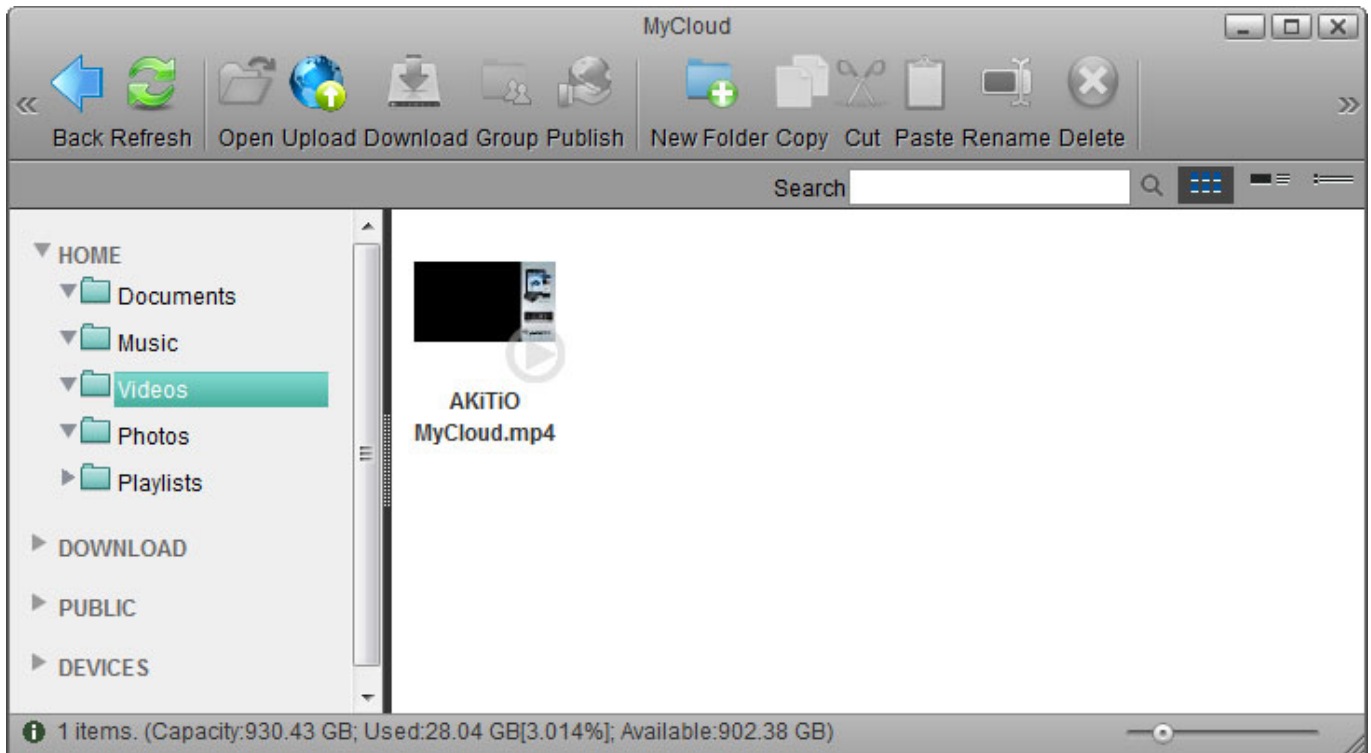 MyCloud
Back Refresh Open Upload Download Group Publish New Folder Copy Cut Paste Rename Delete
Search
HOME
Documents
Music
Videos
Photos
Playlists
DOWNLOAD
PUBLIC
DEVICES
AKiTiO
MyCloud.mp4
1 items. (Capacity:930.43 GB; Used:28.04 GB[3.014%]; Available:902.38 GB)